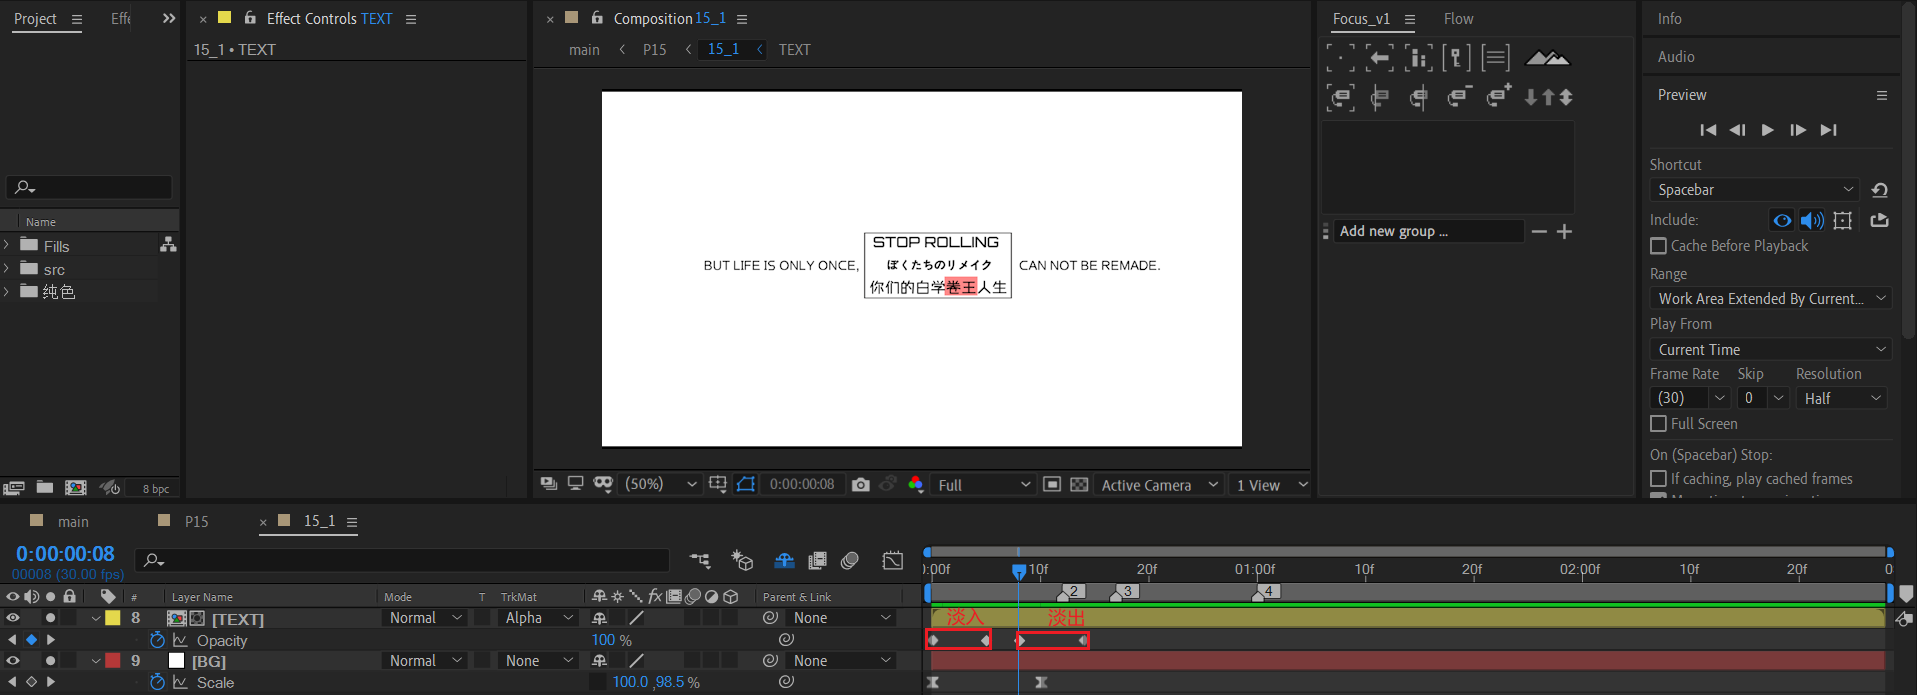 Project
Effe
Effect Controls TEXT
15_1 • TEXT
Composition 15_1
main
P15
15_1
TEXT
Focus_v1
Flow
Info
Audio
Preview
Shortcut
Spacebar
Include:
Cache Before Playback
Range
Work Area Extended By Current...
Play From
Current Time
Frame Rate
Skip
Resolution
(30)
0
Half
Full Screen
On (Spacebar) Stop:
If caching, play cached frames
Add new group ...
Name
Fills
src
纯色
8 bpc
STOP ROLLING
BUT LIFE IS ONLY ONCE,
ぼくたちのリメイク
CAN NOT BE REMADE.
你们的白学卷王人生
(50%)
0:00:00:08
Full
Active Camera
1 View
main
P15
15_1
0:00:00:08
00008 (30.00 fps)
:00f
10f
20f
01:00f
10f
20f
02:00f
10f
20f
0
2
3
4
#
Layer Name
Mode
T
TrkMat
fx
Parent & Link
8
[TEXT]
Normal
Alpha
None
淡入
淡出
Opacity
100 %
9
[BG]
Normal
None
None
Scale
100.0 ,98.5 %